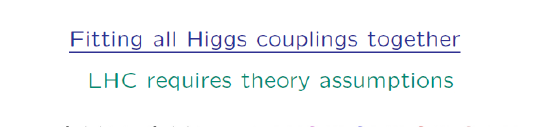 Fitting all Higgs couplings together
LHC requires theory assumptions